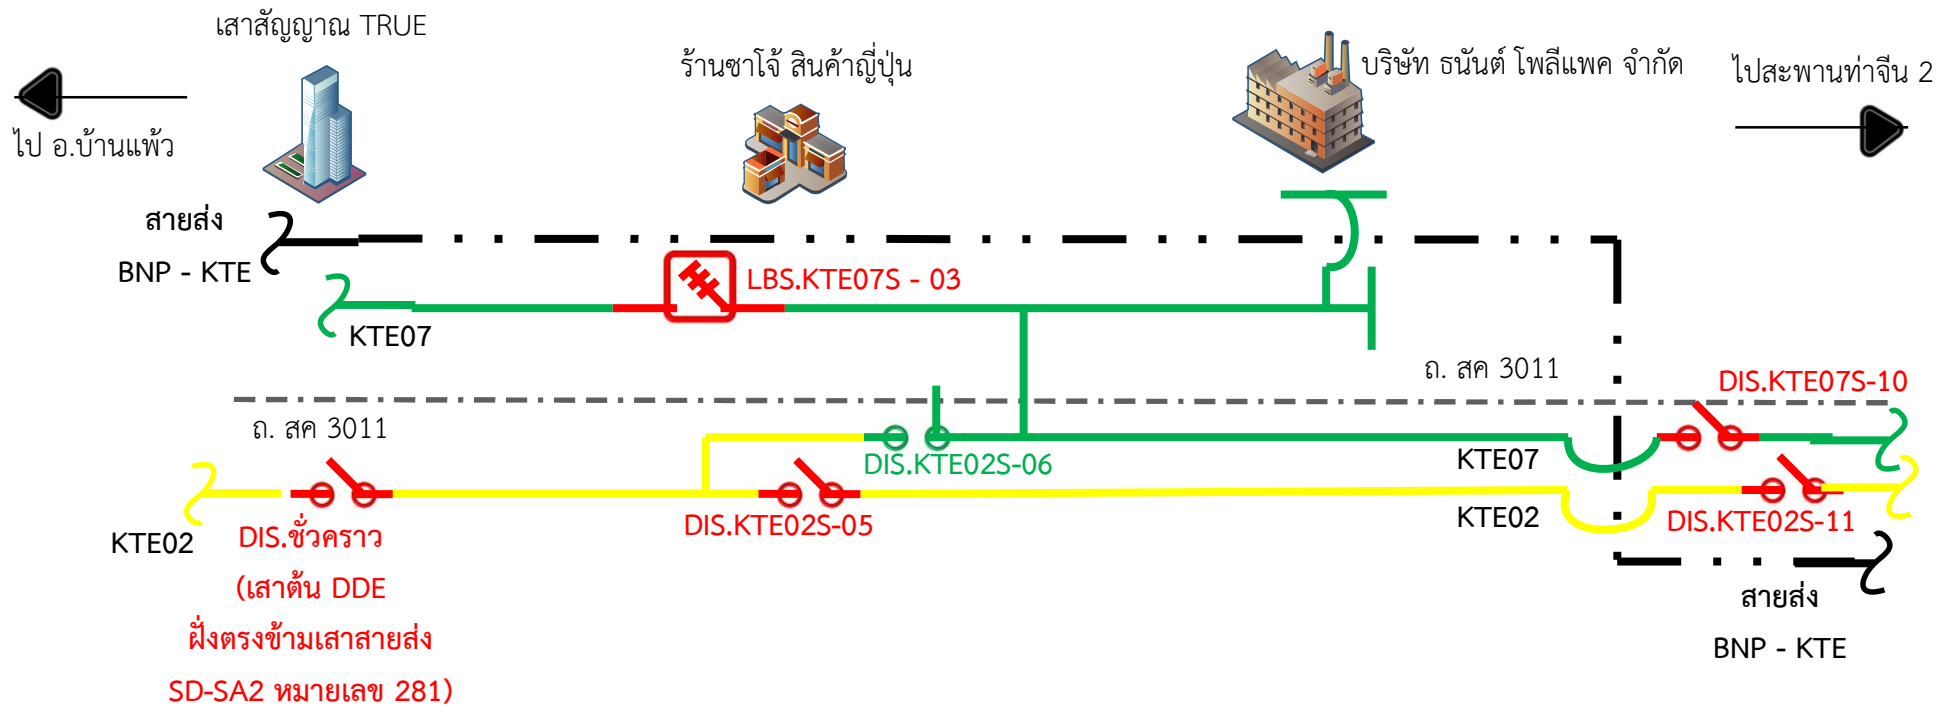 เสาสัญญาณ TRUE
ร้านซาโจ้ สินค้าญี่ปุ่น
บริษัท ธนันต์ โพลีแพค จำกัด
ไปสะพานท่าจีน 2
ไป อ.บ้านแพ้ว
สายส่ง
BNP - KTE
LBS.KTE07S - 03
KTE07
ถ. สค 3011
DIS.KTE07S-10
ถ. สค 3011
DIS.KTE02S-06
KTE07
DIS.KTE02S-05
KTE02
DIS.KTE02S-11
KTE02
DIS.ชั่วคราว
(เสาต้น DDE
ฝั่งตรงข้ามเสาสายส่ง
SD-SA2 หมายเลข 281)
สายส่ง
BNP - KTE